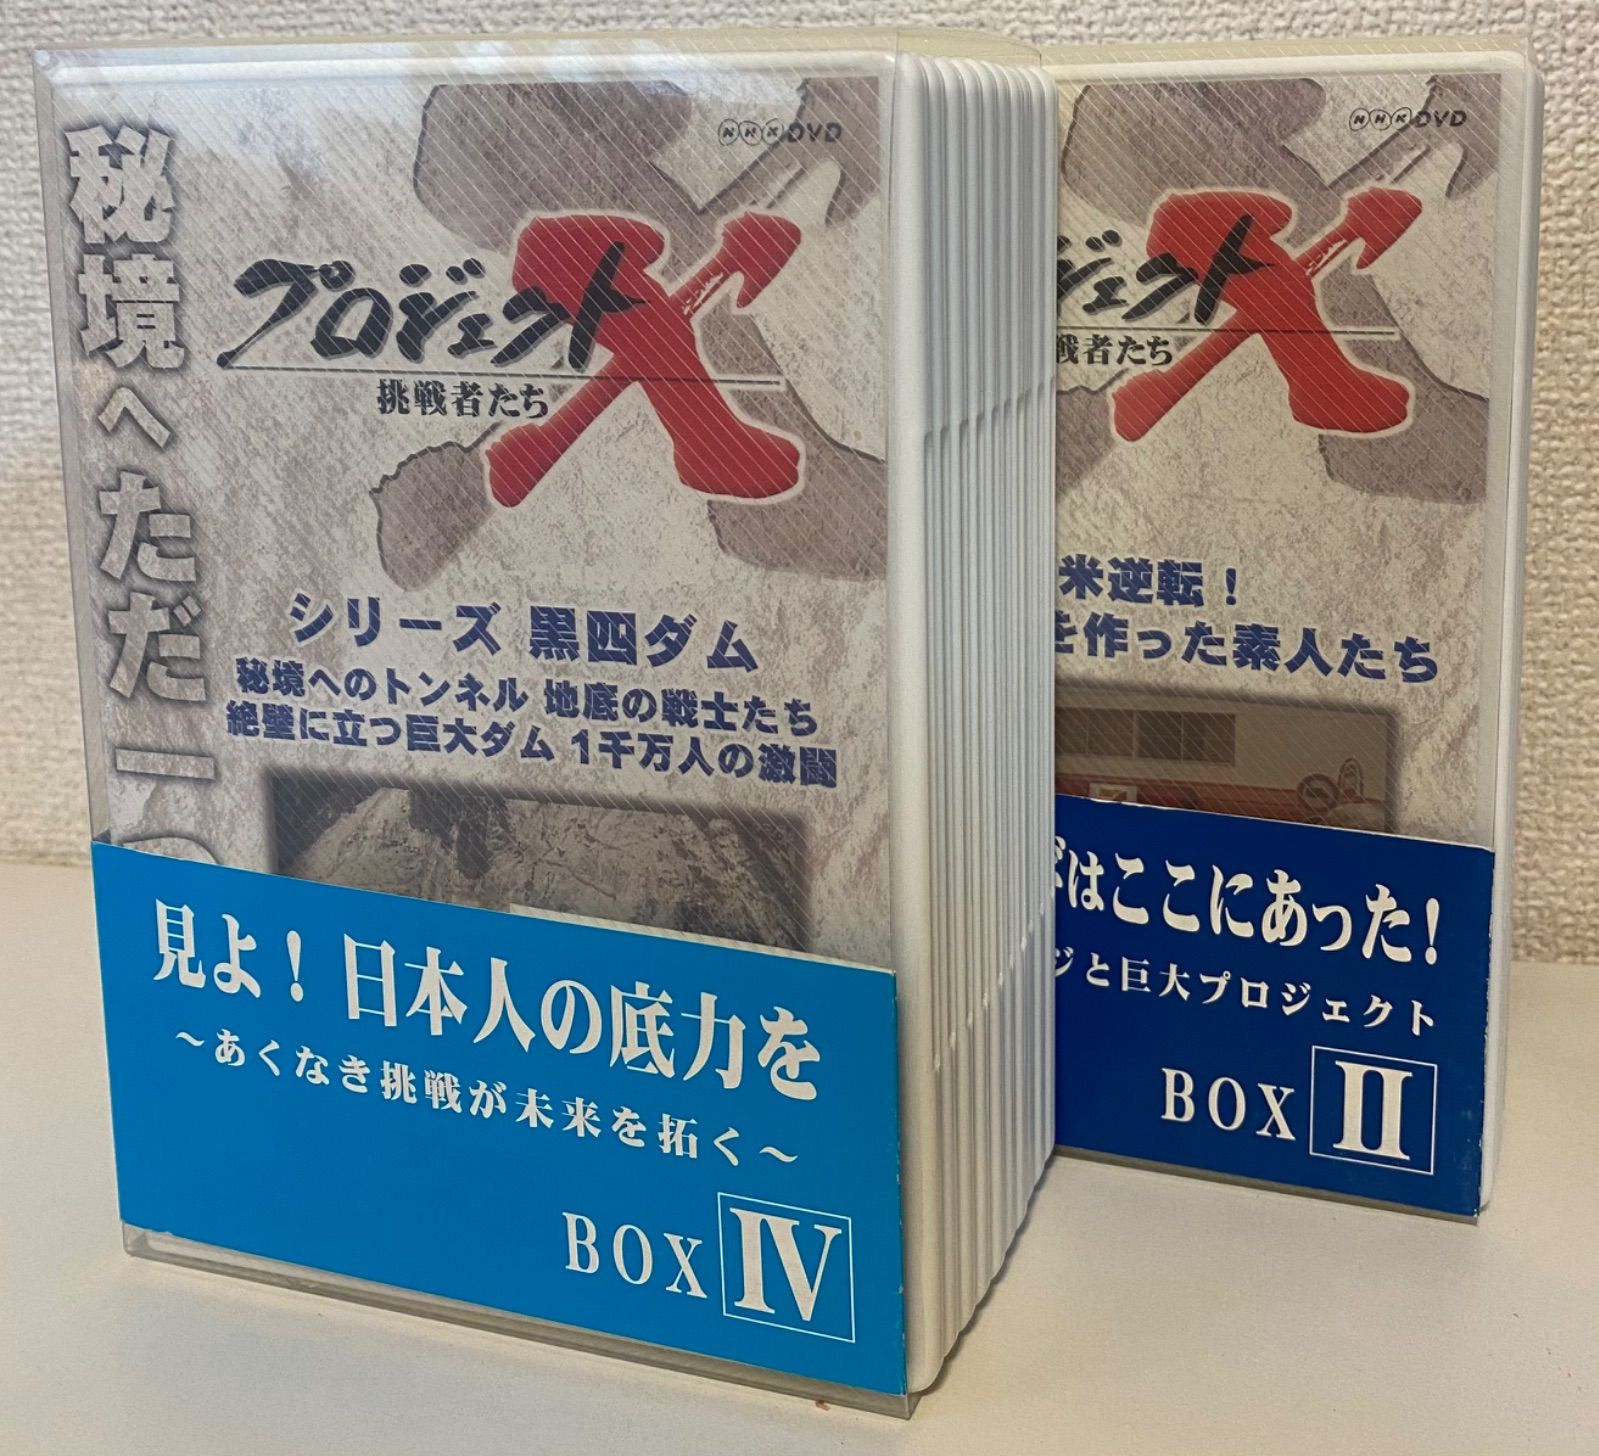 秘境へただ一つ
NHK DVD
プロジェクトX
挑戦者たち
シリーズ 黒四ダム
秘境へのトンネル 地底の戦士たち
絶壁に立つ巨大ダム 1千万人の激闘
見よ！日本人の底力を
～あくなき挑戦が未来を拓く～
BOX IV
NHK DVD
ジェクトX
戦者たち
米逆転！
を作った素人たち
はここにあった！
ジと巨大プロジェクト
BOX II